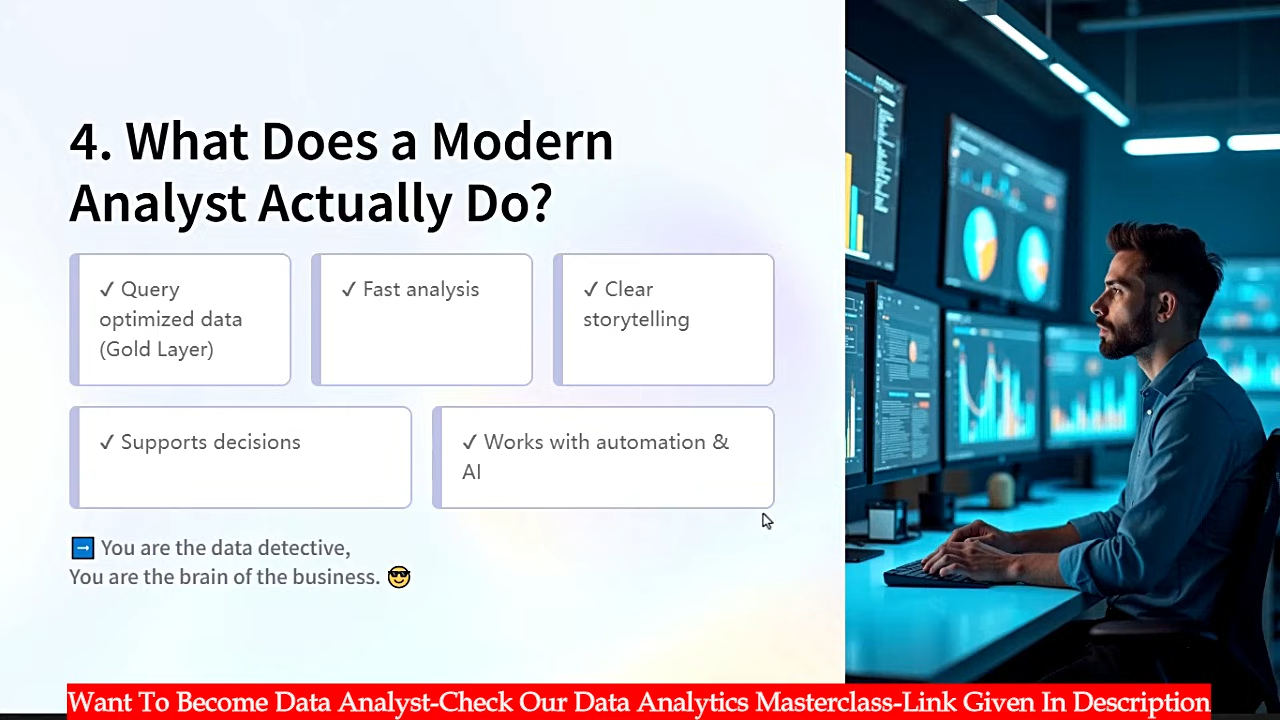 4. What Does a Modern
Analyst Actually Do?
✓ Query
optimized data
(Gold Layer)
✓ Fast analysis
✓ Clear
storytelling
✓ Supports decisions
✓ Works with automation &
AI
➡️ You are the data detective,
You are the brain of the business. 😎
Want To Become Data Analyst-Check Our Data Analytics Masterclass-Link Given In Description